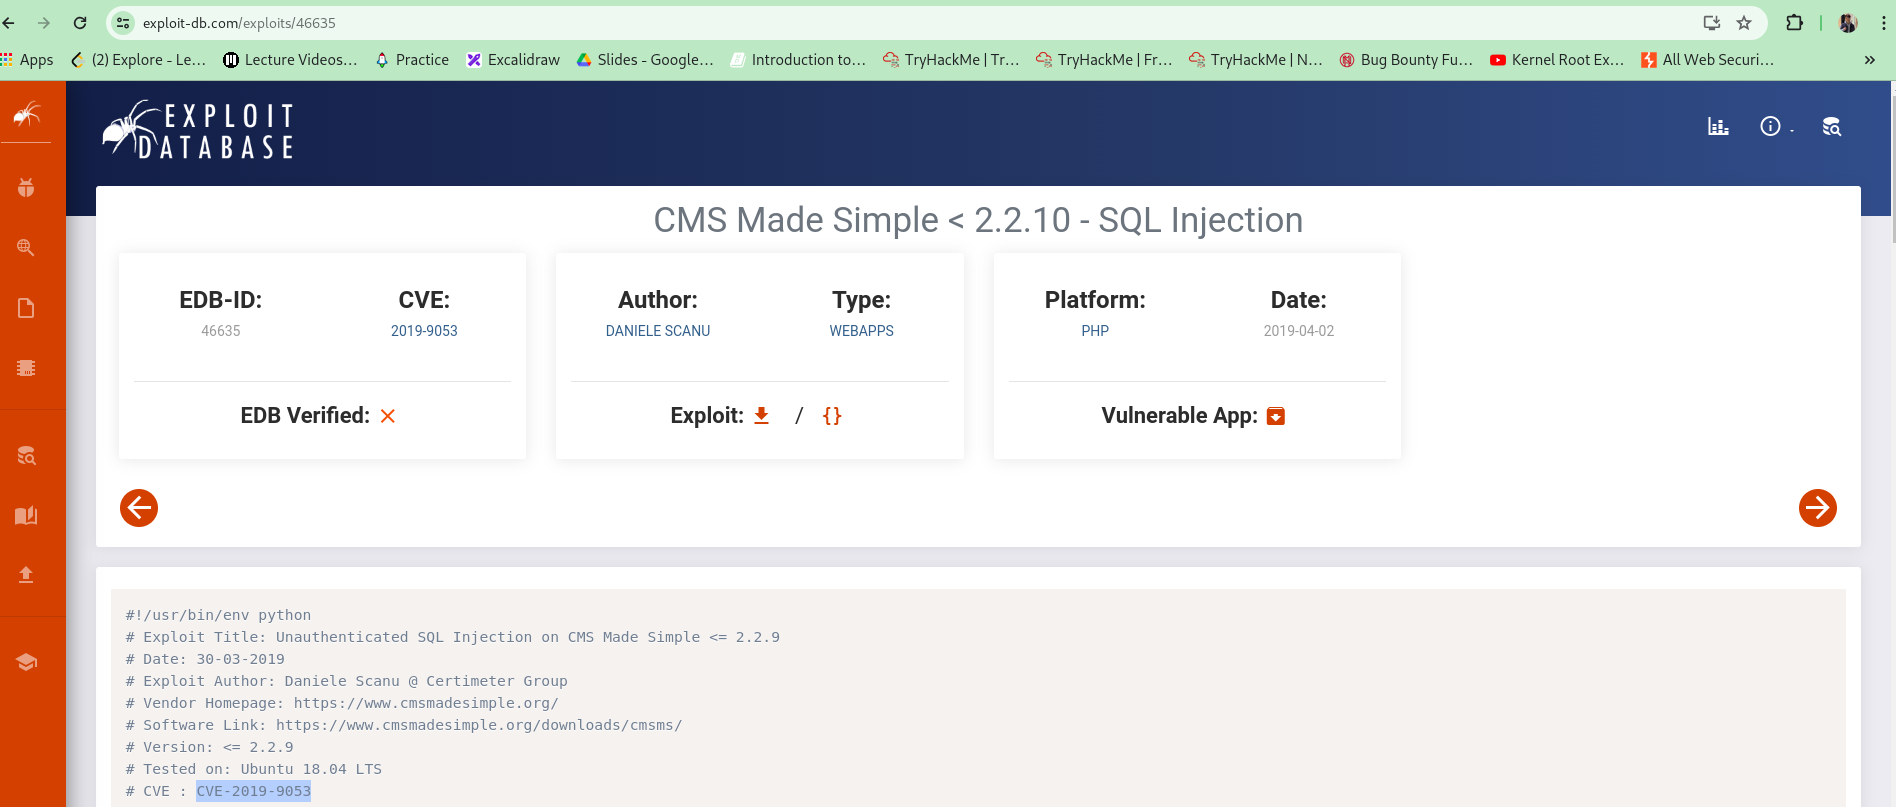 exploit-db.com/exploits/46635
Apps
(2) Explore - Le...
Lecture Videos...
Practice
Excalidraw
Slides - Google...
Introduction to...
TryHackMe | Tr...
TryHackMe | Fr...
TryHackMe | N...
Bug Bounty Fu...
Kernel Root Ex...
All Web Securi...
»
EXPLOIT
DATABASE
CMS Made Simple < 2.2.10 - SQL Injection
EDB-ID:
46635
CVE:
2019-9053
EDB Verified:
Author:
DANIELE SCANU
Type:
WEBAPPS
Exploit: / {}
Platform:
PHP
Date:
2019-04-02
Vulnerable App:
#!/usr/bin/env python
# Exploit Title: Unauthenticated SQL Injection on CMS Made Simple <= 2.2.9
# Date: 30-03-2019
# Exploit Author: Daniele Scanu @ Certimeter Group
# Vendor Homepage: https://www.cmsmadesimple.org/
# Software Link: https://www.cmsmadesimple.org/downloads/cmsms/
# Version: <= 2.2.9
# Tested on: Ubuntu 18.04 LTS
# CVE : CVE-2019-9053